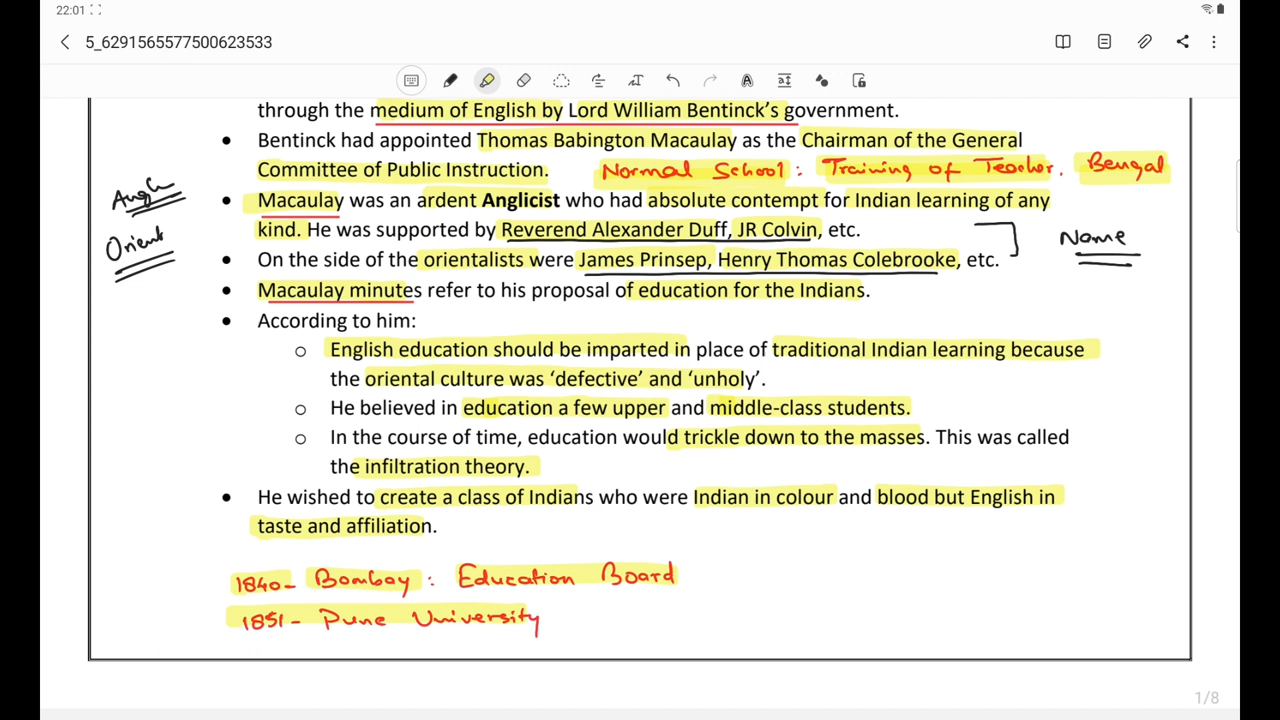 22:01
5_6291565577500623533
through the medium of English by Lord William Bentinck's government.
• Bentinck had appointed Thomas Babington Macaulay as the Chairman of the General
Committee of Public Instruction. Normal School: Training of Teacher. Bengal
Angli
• Macaulay was an ardent Anglicist who had absolute contempt for Indian learning of any
kind. He was supported by Reverend Alexander Duff, JR Colvin, etc.
Orient
Name
• On the side of the orientalists were James Prinsep, Henry Thomas Colebrooke, etc.
• Macaulay minutes refer to his proposal of education for the Indians.
• According to him:
o English education should be imparted in place of traditional Indian learning because
the oriental culture was 'defective' and 'unholy'.
o He believed in education a few upper and middle-class students.
o In the course of time, education would trickle down to the masses. This was called
the infiltration theory.
• He wished to create a class of Indians who were Indian in colour and blood but English in
taste and affiliation.
1840- Bombay: Education Board
1851- Pune University
1/8